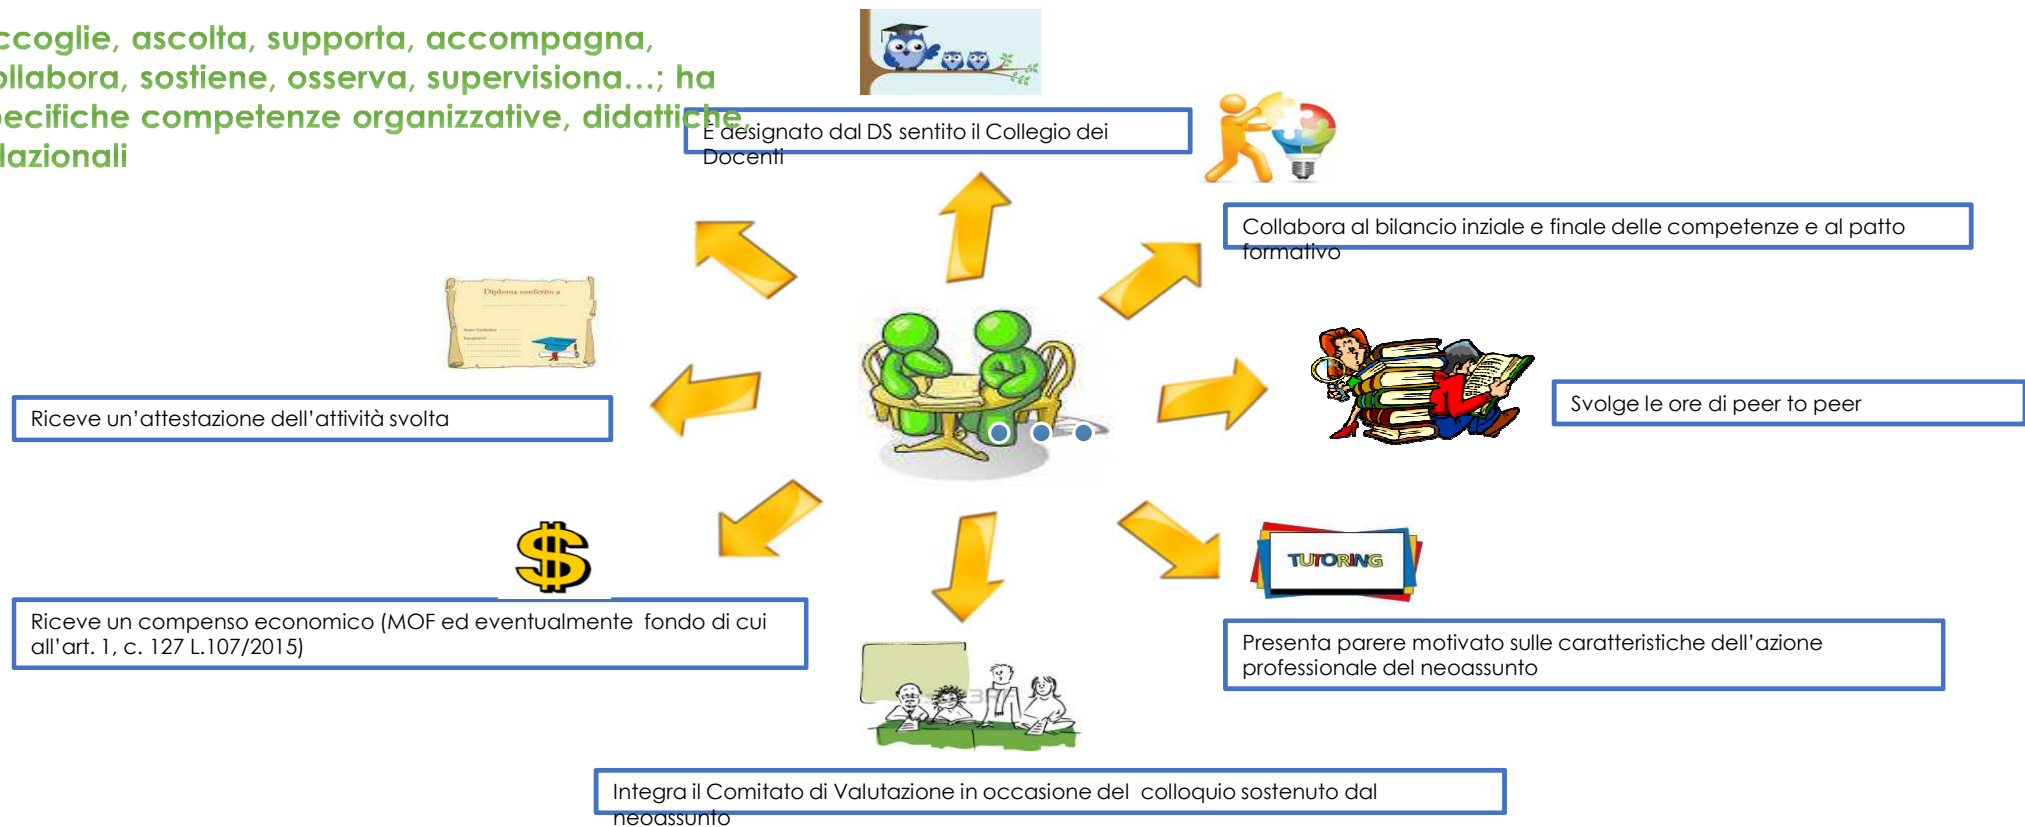 ccoglie, ascolta, supporta, accompagna,
ollabora, sostiene, osserva, supervisiona...; ha
pecifiche competenze organizzative, didattiche,
lazionali
È designato dal DS sentito il Collegio dei
Docenti
Collabora al bilancio inziale e finale delle competenze e al patto
formativo
Diploma conferito a
Riceve un'attestazione dell'attività svolta
Svolge le ore di peer to peer
TUTORING
Riceve un compenso economico (MOF ed eventualmente fondo di cui
all'art. 1, c. 127 L.107/2015)
Presenta parere motivato sulle caratteristiche dell'azione
professionale del neoassunto
Integra il Comitato di Valutazione in occasione del colloquio sostenuto dal
neoassunto